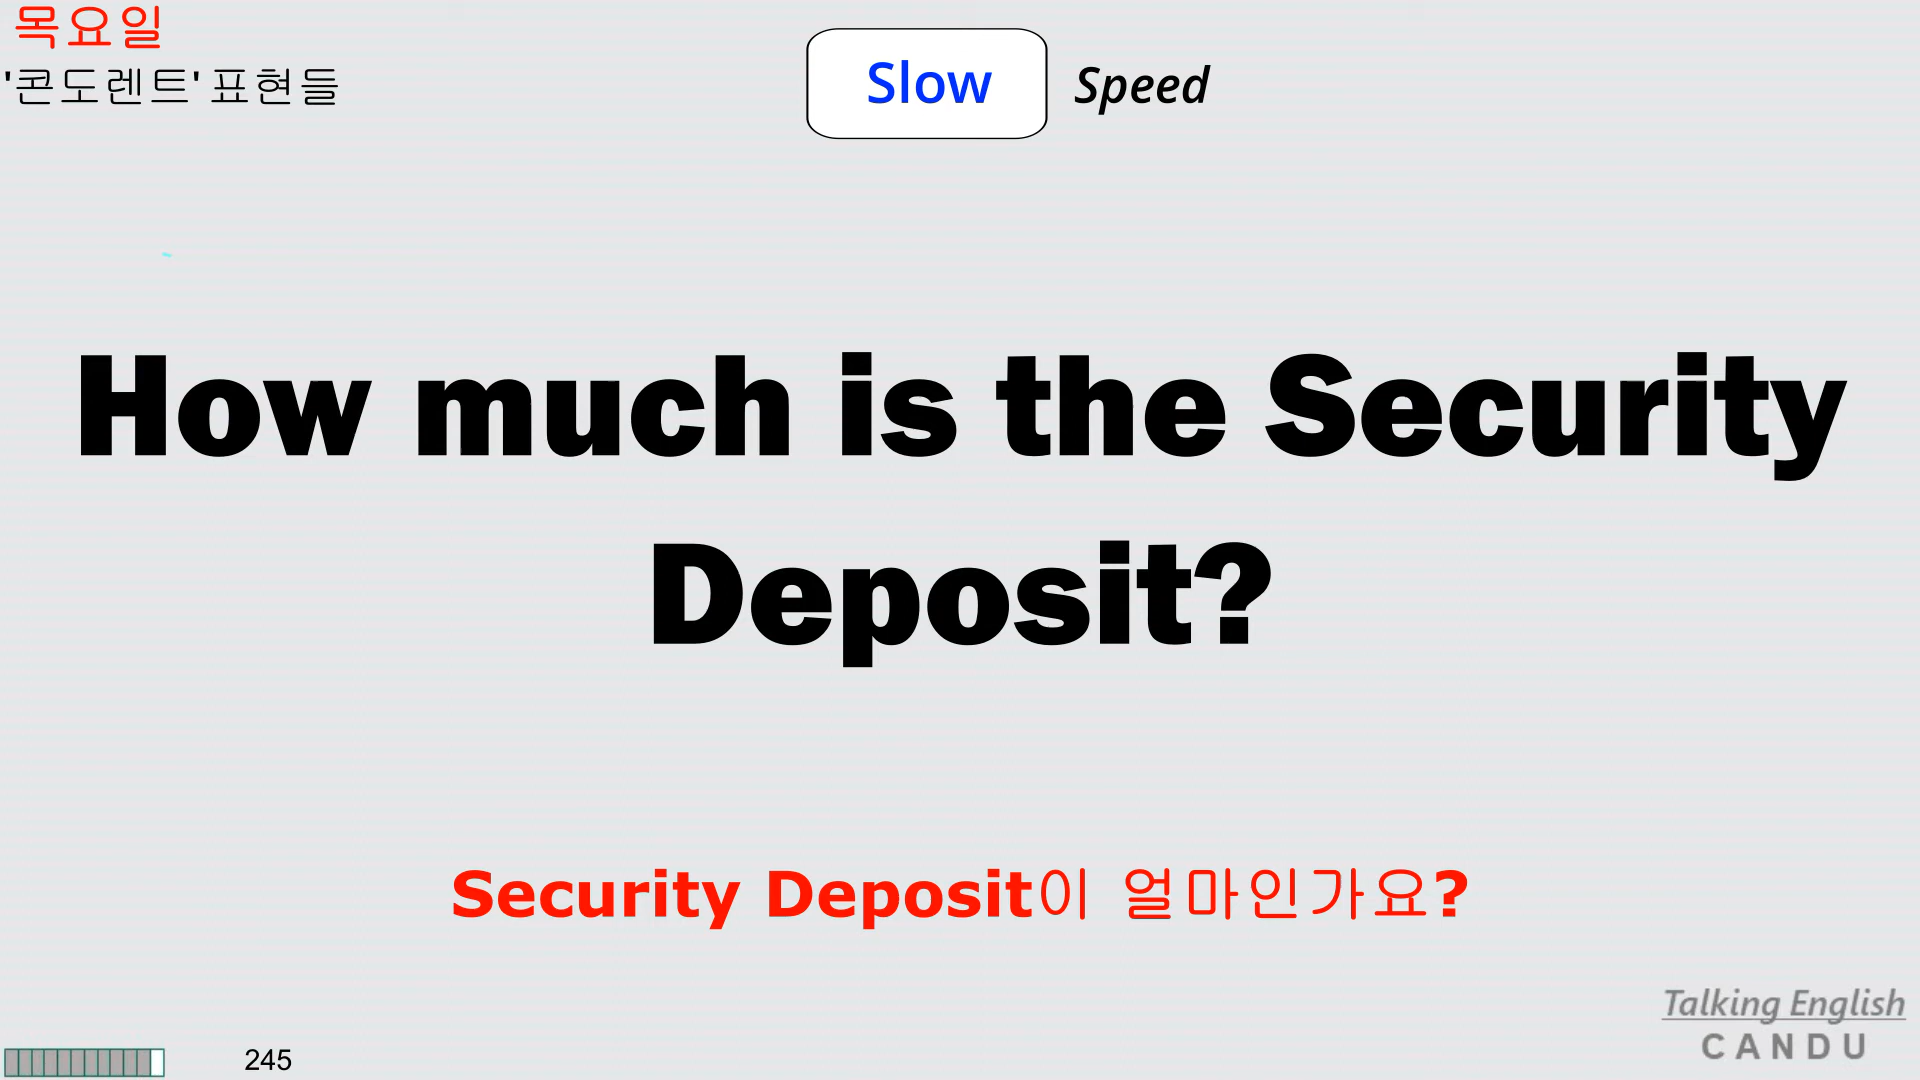 목요일
'콘도렌트' 표현들
Slow Speed
How much is the Security
Deposit?
Security Deposit이 얼마인가요?
Talking English
CANDU
245